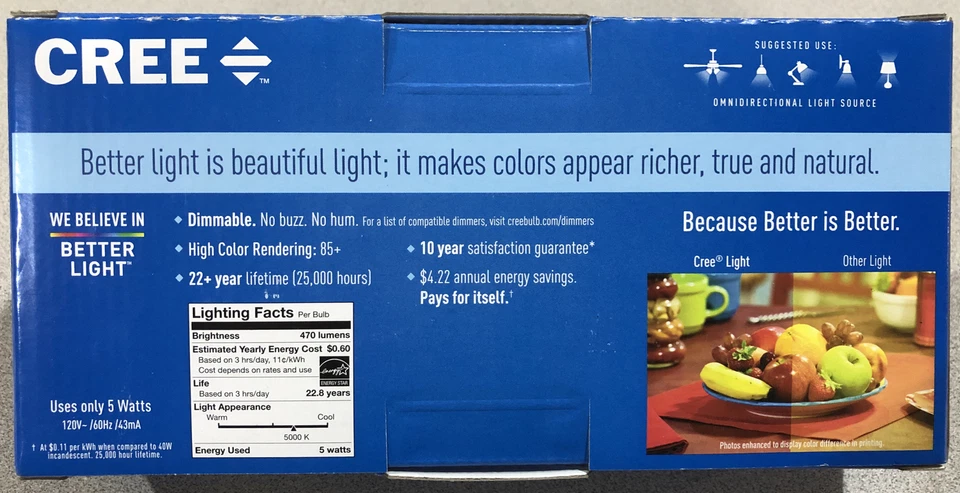 CREE
TM
SUGGESTED USE:
OMNIDIRECTIONAL LIGHT SOURCE
Better light is beautiful light; it makes colors appear richer, true and natural.
WE BELIEVE IN
BETTER
LIGHT™
◆ Dimmable. No buzz. No hum. For a list of compatible dimmers, visit creebulb.com/dimmers
◆ High Color Rendering: 85+
◆ 22+ year lifetime (25,000 hours)
◆ 10 year satisfaction guarantee*
◆ $4.22 annual energy savings.
Pays for itself.†
Because Better is Better.
Cree® Light
Other Light
Lighting Facts Per Bulb
Brightness 470 lumens
Estimated Yearly Energy Cost $0.60
Based on 3 hrs/day, 11¢/kWh
Cost depends on rates and use
energy
ENERGY STAR
Life
Based on 3 hrs/day 22.8 years
Light Appearance
Warm Cool
5000 K
Energy Used 5 watts
Uses only 5 Watts
120V~ /60Hz /43mA
† At $0.11 per kWh when compared to 40W
incandescent. 25,000 hour lifetime.
Photos enhanced to display color difference in printing.